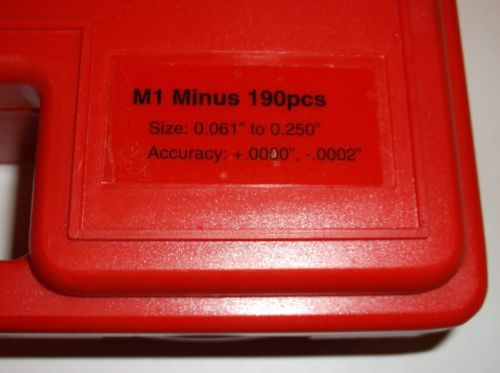 M1 Minus 190pcs
Size: 0.061" to 0.250"
Accuracy: +.0000", -.0002"